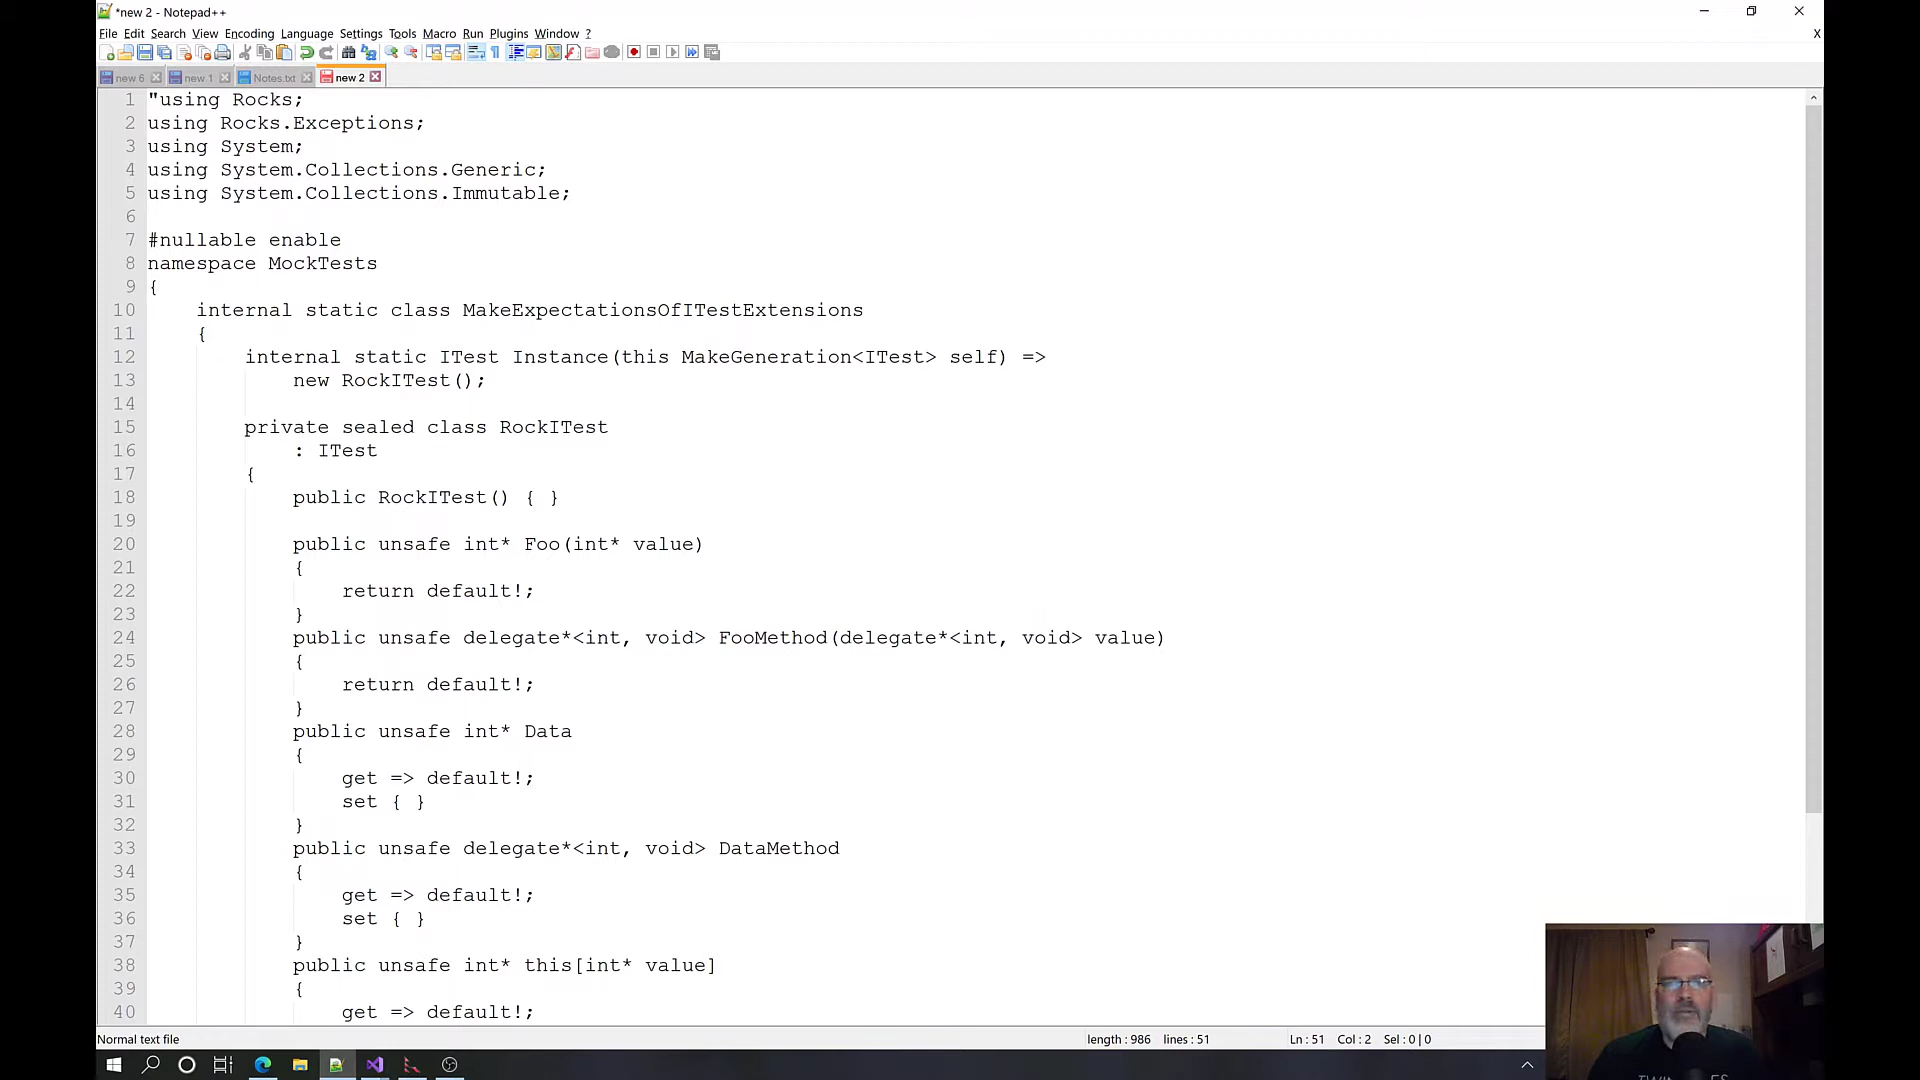 *new 2 - Notepad++
File Edit Search View Encoding Language Settings Tools Macro Run Plugins Window ? X
new 6 new 1 Notes.txt new 2
1 "using Rocks;
2 using Rocks.Exceptions;
3 using System;
4 using System.Collections.Generic;
5 using System.Collections.Immutable;
6
7 #nullable enable
8 namespace MockTests
9 {
10 internal static class MakeExpectationsOfITestExtensions
11 {
12 internal static ITest Instance(this MakeGeneration<ITest> self) =>
13 new RockITest();
14
15 private sealed class RockITest
16 : ITest
17 {
18 public RockITest() { }
19
20 public unsafe int* Foo(int* value)
21 {
22 return default!;
23 }
24 public unsafe delegate*<int, void> FooMethod(delegate*<int, void> value)
25 {
26 return default!;
27 }
28 public unsafe int* Data
29 {
30 get => default!;
31 set { }
32 }
33 public unsafe delegate*<int, void> DataMethod
34 {
35 get => default!;
36 set { }
37 }
38 public unsafe int* this[int* value]
39 {
40 get => default!;
Normal text file length : 986 lines : 51 Ln : 51 Col : 2 Sel : 0 | 0